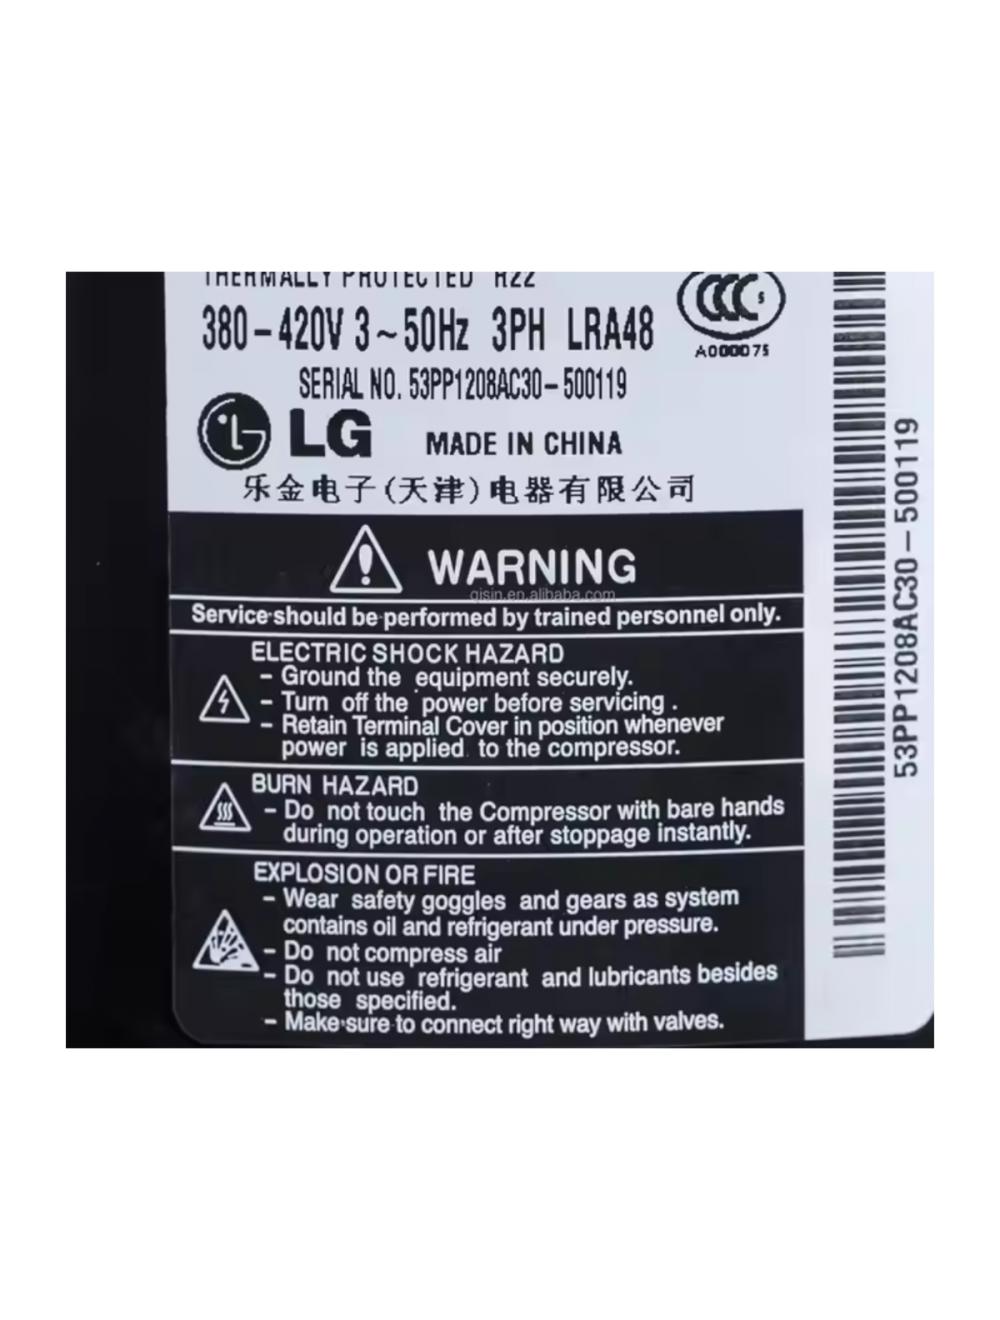 THERMALLY PROTECTED R22
380-420V 3~50Hz 3PH LRA48
CCC S
A000075
SERIAL NO. 53PP1208AC30-500119
LG LG MADE IN CHINA
乐金电子(天津)电器有限公司
WARNING
qisin.en.alibaba.com
Service should be performed by trained personnel only.
ELECTRIC SHOCK HAZARD
- Ground the equipment securely.
- Turn off the power before servicing .
- Retain Terminal Cover in position whenever
power is applied to the compressor.
BURN HAZARD
- Do not touch the Compressor with bare hands
during operation or after stoppage instantly.
EXPLOSION OR FIRE
- Wear safety goggles and gears as system
contains oil and refrigerant under pressure.
- Do not compress air
- Do not use refrigerant and lubricants besides
those specified.
- Make sure to connect right way with valves.
53PP1208AC30-500119